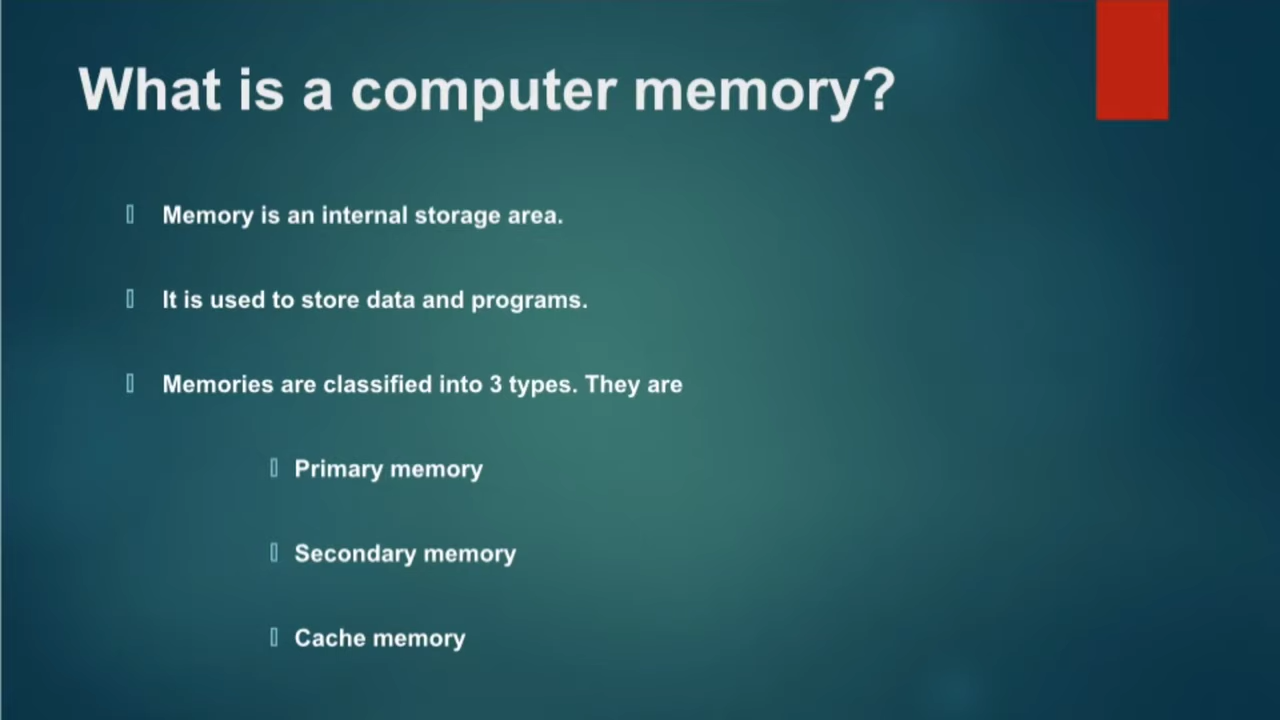 What is a computer memory?
Memory is an internal storage area.
It is used to store data and programs.
Memories are classified into 3 types. They are
Primary memory
Secondary memory
Cache memory